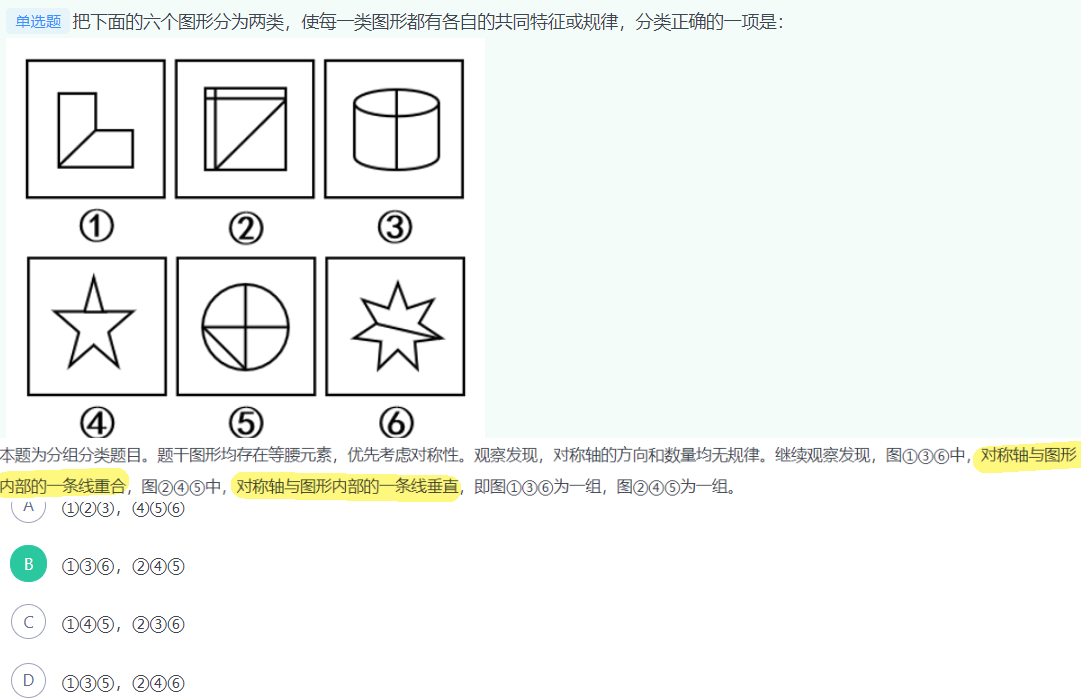 单选题 把下面的六个图形分为两类，使每一类图形都有各自的共同特征或规律，分类正确的一项是：
① ② ③
④ ⑤ ⑥
本题为分组分类题目。题干图形均存在等腰元素，优先考虑对称性。观察发现，对称轴的方向和数量均无规律。继续观察发现，图①③⑥中，对称轴与图形
内部的一条线重合，图②④⑤中，对称轴与图形内部的一条线垂直，即图①③⑥为一组，图②④⑤为一组。
A ①②③，④⑤⑥
B ①③⑥，②④⑤
C ①④⑤，②③⑥
D ①③⑤，②④⑥